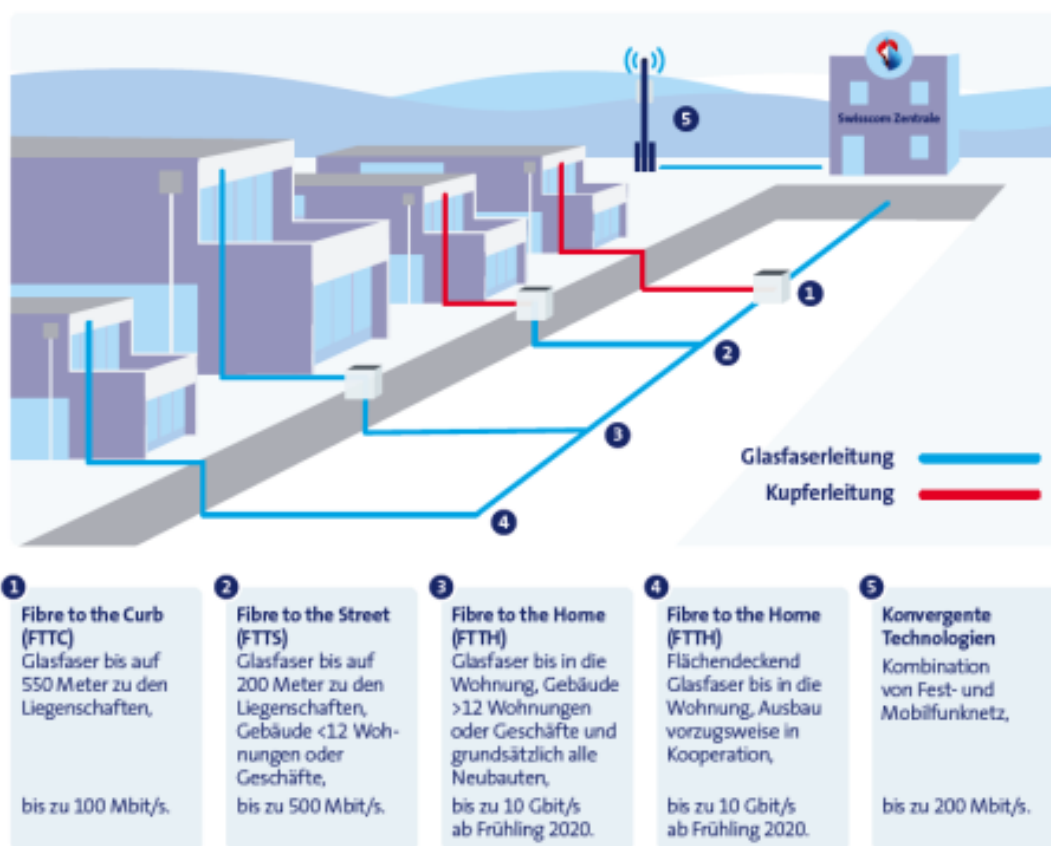 5
Swisscom Zentrale
1
2
3
4
Glasfaserleitung
Kupferleitung
1
Fibre to the Curb
(FTTC)
Glasfaser bis auf
550 Meter zu den
Liegenschaften,
bis zu 100 Mbit/s.
2
Fibre to the Street
(FTTS)
Glasfaser bis auf
200 Meter zu den
Liegenschaften,
Gebäude <12 Woh-
nungen oder
Geschäfte,
bis zu 500 Mbit/s.
3
Fibre to the Home
(FTTH)
Glasfaser bis in die
Wohnung, Gebäude
>12 Wohnungen
oder Geschäfte und
grundsätzlich alle
Neubauten,
bis zu 10 Gbit/s
ab Frühling 2020.
4
Fibre to the Home
(FTTH)
Flächendeckend
Glasfaser bis in die
Wohnung, Ausbau
vorzugsweise in
Kooperation,
bis zu 10 Gbit/s
ab Frühling 2020.
5
Konvergente
Technologien
Kombination
von Fest- und
Mobilfunknetz,
bis zu 200 Mbit/s.